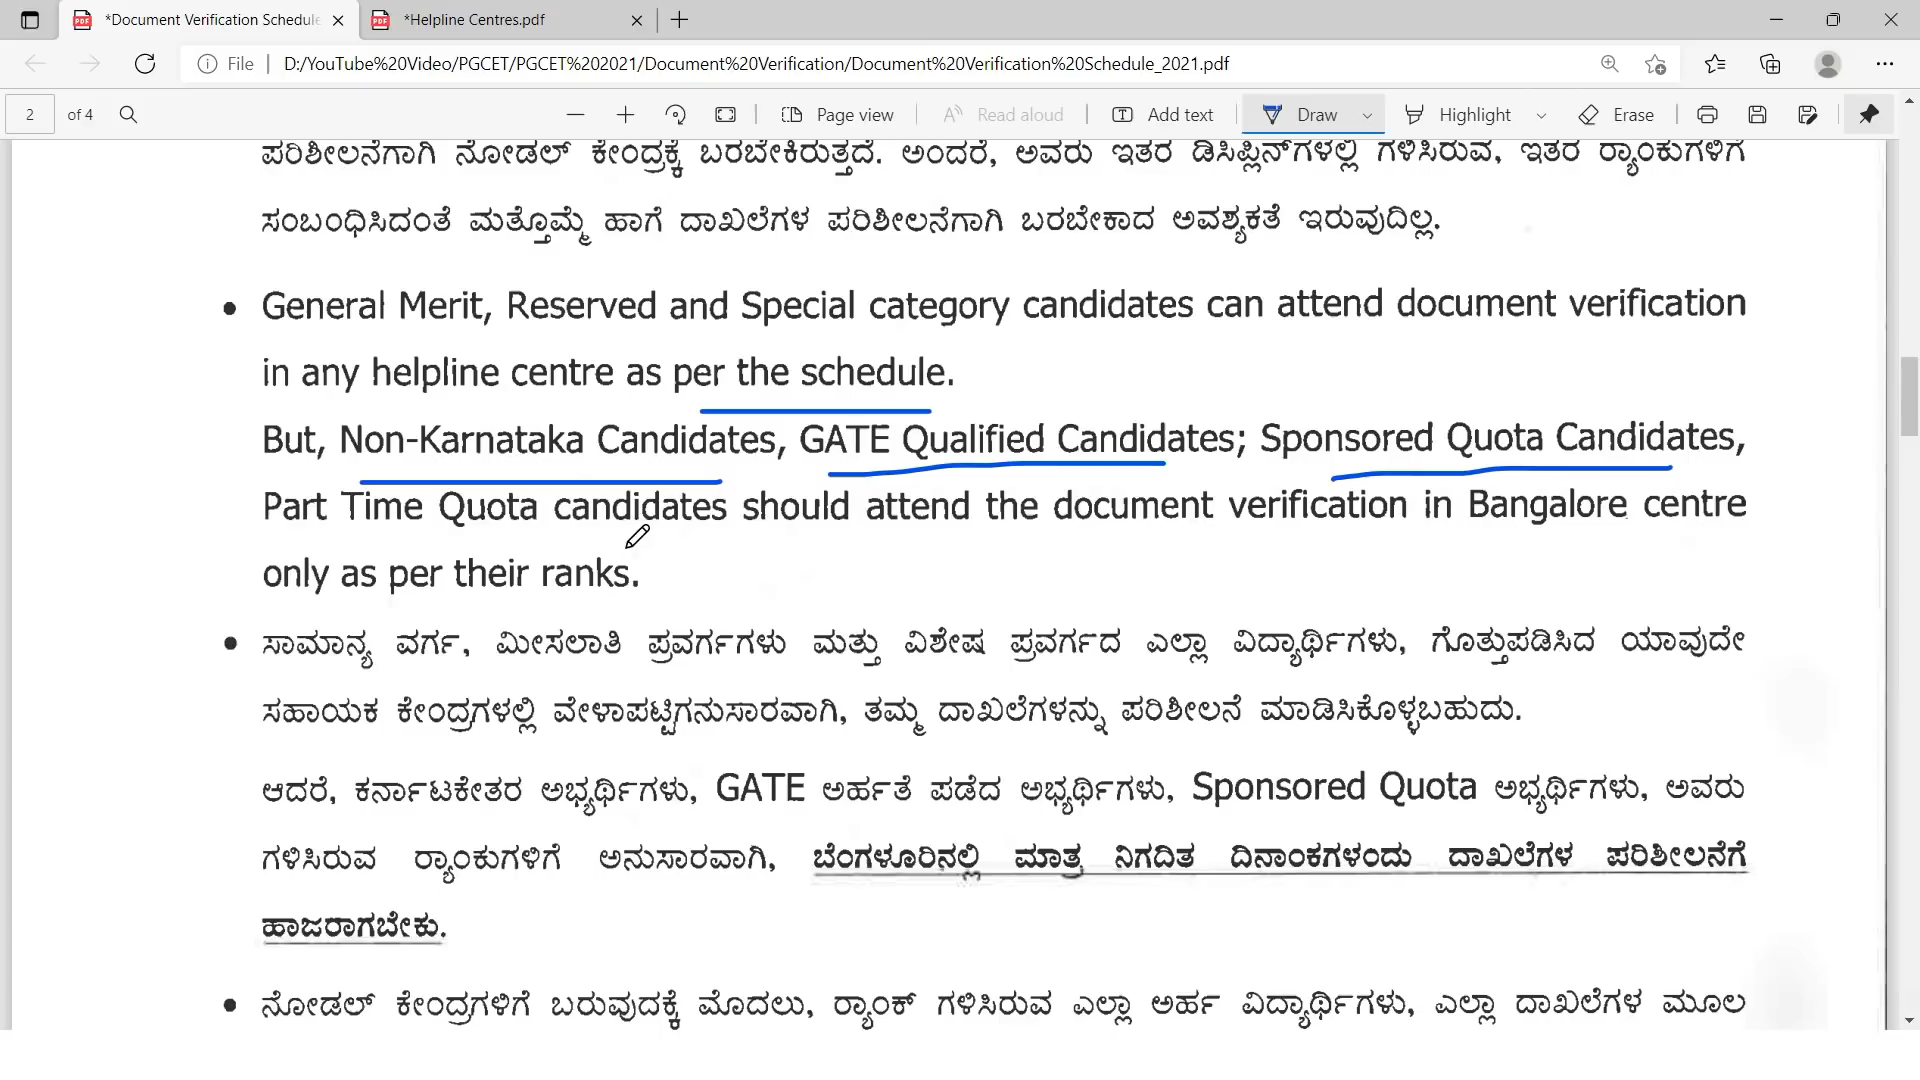 *Document Verification Schedule
*Helpline Centres.pdf
File
D:/YouTube%20Video/PGCET/PGCET%202021/Document%20Verification/Document%20Verification%20Schedule_2021.pdf
2 of 4
Page view
Read aloud
Add text
Draw
Highlight
Erase
ಪರಿಶೀಲನೆಗಾಗಿ ನೋಡಲ್ ಕೇಂದ್ರಕ್ಕೆ ಬರಬೇಕಿರುತ್ತದೆ. ಅಂದರೆ, ಅವರು ಇತರ ಡಿಸಿಪ್ಲಿನ್‌ಗಳಲ್ಲಿ ಗಳಿಸಿರುವ, ಇತರ ರ‍್ಯಾಂಕುಗಳಿಗೆ
ಸಂಬಂಧಿಸಿದಂತೆ ಮತ್ತೊಮ್ಮೆ ಹಾಗೆ ದಾಖಲೆಗಳ ಪರಿಶೀಲನೆಗಾಗಿ ಬರಬೇಕಾದ ಅವಶ್ಯಕತೆ ಇರುವುದಿಲ್ಲ.
• General Merit, Reserved and Special category candidates can attend document verification
in any helpline centre as per the schedule.
But, Non-Karnataka Candidates, GATE Qualified Candidates; Sponsored Quota Candidates,
Part Time Quota candidates should attend the document verification in Bangalore centre
only as per their ranks.
• ಸಾಮಾನ್ಯ ವರ್ಗ, ಮೀಸಲಾತಿ ಪ್ರವರ್ಗಗಳು ಮತ್ತು ವಿಶೇಷ ಪ್ರವರ್ಗದ ಎಲ್ಲಾ ವಿದ್ಯಾರ್ಥಿಗಳು, ಗೊತ್ತುಪಡಿಸಿದ ಯಾವುದೇ
ಸಹಾಯಕ ಕೇಂದ್ರಗಳಲ್ಲಿ ವೇಳಾಪಟ್ಟಿಗನುಸಾರವಾಗಿ, ತಮ್ಮ ದಾಖಲೆಗಳನ್ನು ಪರಿಶೀಲನೆ ಮಾಡಿಸಿಕೊಳ್ಳಬಹುದು.
ಆದರೆ, ಕರ್ನಾಟಕೇತರ ಅಭ್ಯರ್ಥಿಗಳು, GATE ಅರ್ಹತೆ ಪಡೆದ ಅಭ್ಯರ್ಥಿಗಳು, Sponsored Quota ಅಭ್ಯರ್ಥಿಗಳು, ಅವರು
ಗಳಿಸಿರುವ ರ‍್ಯಾಂಕುಗಳಿಗೆ ಅನುಸಾರವಾಗಿ, ಬೆಂಗಳೂರಿನಲ್ಲಿ ಮಾತ್ರ ನಿಗದಿತ ದಿನಾಂಕಗಳಂದು ದಾಖಲೆಗಳ ಪರಿಶೀಲನೆಗೆ
ಹಾಜರಾಗಬೇಕು.
• ನೋಡಲ್ ಕೇಂದ್ರಗಳಿಗೆ ಬರುವುದಕ್ಕೆ ಮೊದಲು, ರ‍್ಯಾಂಕ್ ಗಳಿಸಿರುವ ಎಲ್ಲಾ ಅರ್ಹ ವಿದ್ಯಾರ್ಥಿಗಳು, ಎಲ್ಲಾ ದಾಖಲೆಗಳ ಮೂಲ